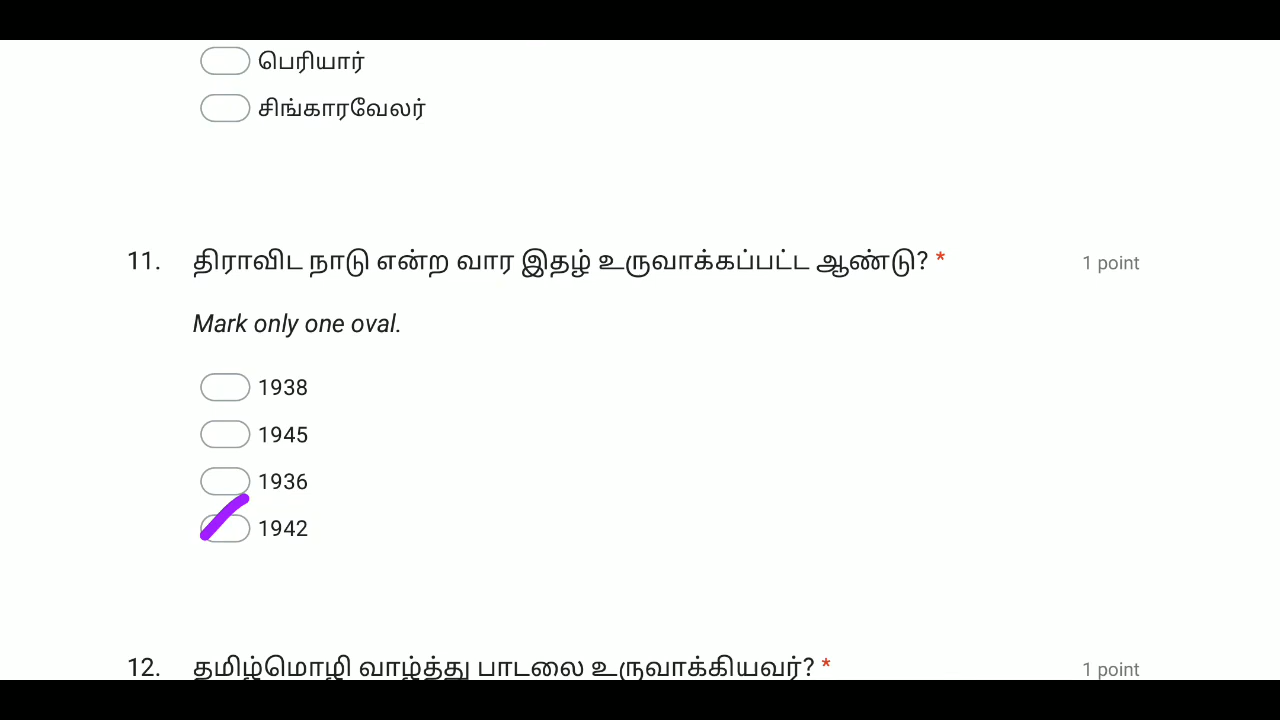 பெரியார்
சிங்காரவேலர்
11. திராவிட நாடு என்ற வார இதழ் உருவாக்கப்பட்ட ஆண்டு? * 1 point
Mark only one oval.
1938
1945
1936
1942
12. தமிழ்மொழி வாழ்த்து பாடலை உருவாக்கியவர்? * 1 point